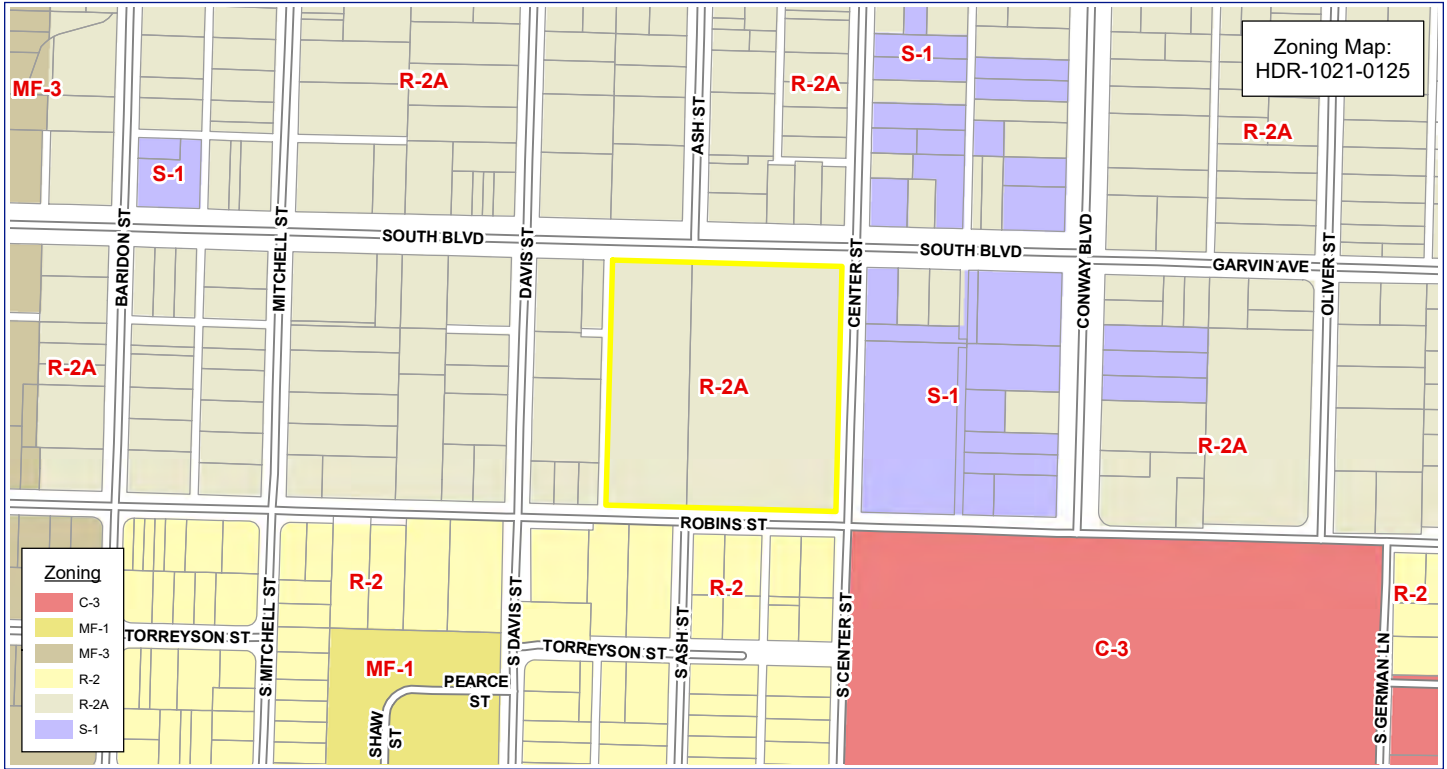 Zoning Map:
HDR-1021-0125
MF-3
R-2A
S-1
R-2A
R-2A
S-1
ASH ST
BARIDON ST
MITCHELL ST
SOUTH BLVD
DAVIS ST
CENTER ST
SOUTH BLVD
CONWAY BLVD
GARVIN AVE
OLIVER ST
R-2A
R-2A
S-1
R-2A
ROBINS ST
Zoning
C-3
MF-1
MF-3
R-2
R-2A
S-1
R-2
R-2
R-2
TORREYSON ST
S MITCHELL ST
MF-1
PEARCE
ST
SHAW
ST
S DAVIS ST
TORREYSON ST
S ASH ST
S CENTER ST
C-3
S GERMAN LN